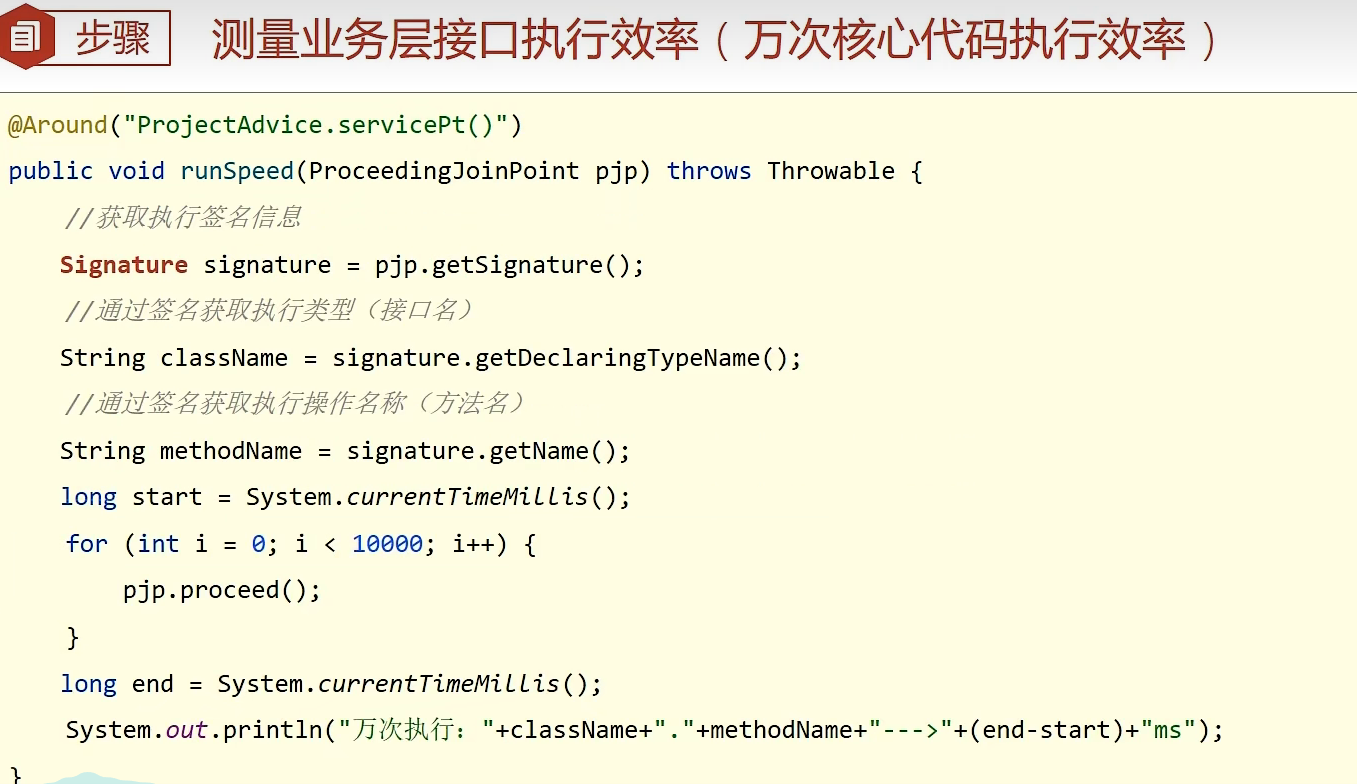 步骤 测量业务层接口执行效率（万次核心代码执行效率）
@Around("ProjectAdvice.servicePt()")
public void runSpeed(ProceedingJoinPoint pjp) throws Throwable {
//获取执行签名信息
Signature signature = pjp.getSignature();
//通过签名获取执行类型（接口名）
String className = signature.getDeclaringTypeName();
//通过签名获取执行操作名称（方法名）
String methodName = signature.getName();
long start = System.currentTimeMillis();
for (int i = 0; i < 10000; i++) {
pjp.proceed();
}
long end = System.currentTimeMillis();
System.out.println("万次执行："+className+"."+methodName+"--->"+(end-start)+"ms");
}